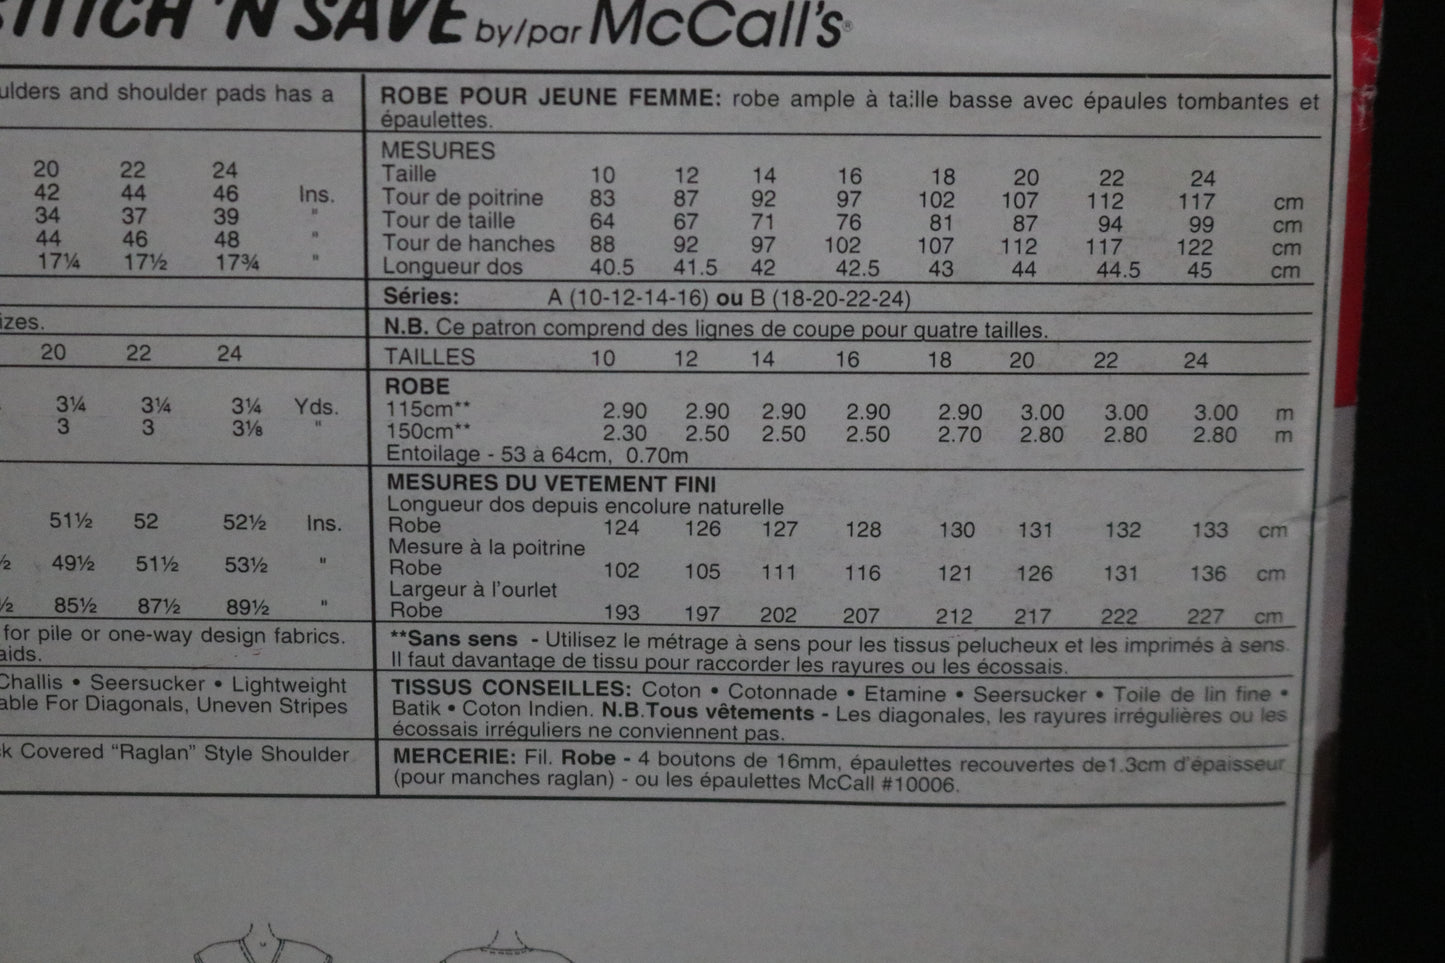 STITCH 'N SAVE by/par McCall's®
ulders and shoulder pads has a
20 22 24
42 44 46 Ins.
34 37 39 "
44 46 48 "
17¼ 17½ 17¾ "
izes.
20 22 24
3¼ 3¼ 3¼ Yds.
3 3 3⅛ "
51½ 52 52½ Ins.
½ 49½ 51½ 53½ "
½ 85½ 87½ 89½ "
for pile or one-way design fabrics.
aids.
Challis • Seersucker • Lightweight
able For Diagonals, Uneven Stripes
k Covered “Raglan” Style Shoulder
ROBE POUR JEUNE FEMME: robe ample à taille basse avec épaules tombantes et
épaulettes.
MESURES
Taille 10 12 14 16 18 20 22 24
Tour de poitrine 83 87 92 97 102 107 112 117 cm
Tour de taille 64 67 71 76 81 87 94 99 cm
Tour de hanches 88 92 97 102 107 112 117 122 cm
Longueur dos 40.5 41.5 42 42.5 43 44 44.5 45 cm
Séries: A (10-12-14-16) ou B (18-20-22-24)
N.B. Ce patron comprend des lignes de coupe pour quatre tailles.
TAILLES 10 12 14 16 18 20 22 24
ROBE
115cm** 2.90 2.90 2.90 2.90 2.90 3.00 3.00 3.00 m
150cm** 2.30 2.50 2.50 2.50 2.70 2.80 2.80 2.80 m
Entoilage - 53 à 64cm, 0.70m
MESURES DU VETEMENT FINI
Longueur dos depuis encolure naturelle
Robe 124 126 127 128 130 131 132 133 cm
Mesure à la poitrine
Robe 102 105 111 116 121 126 131 136 cm
Largeur à l'ourlet
Robe 193 197 202 207 212 217 222 227 cm
**Sans sens - Utilisez le métrage à sens pour les tissus pelucheux et les imprimés à sens.
Il faut davantage de tissu pour raccorder les rayures ou les écossais.
TISSUS CONSEILLES: Coton • Cotonnade • Etamine • Seersucker • Toile de lin fine •
Batik • Coton Indien. N.B.Tous vêtements - Les diagonales, les rayures irrégulières ou les
écossais irréguliers ne conviennent pas.
MERCERIE: Fil. Robe - 4 boutons de 16mm, épaulettes recouvertes de1.3cm d'épaisseur
(pour manches raglan) - ou les épaulettes McCall #10006.